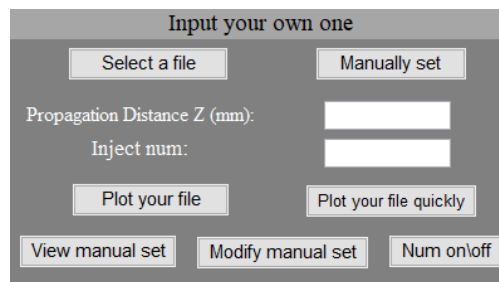 Input your own one
Select a file Manually set
Propagation Distance Z (mm):
Inject num:
Plot your file Plot your file quickly
View manual set Modify manual set Num on\off